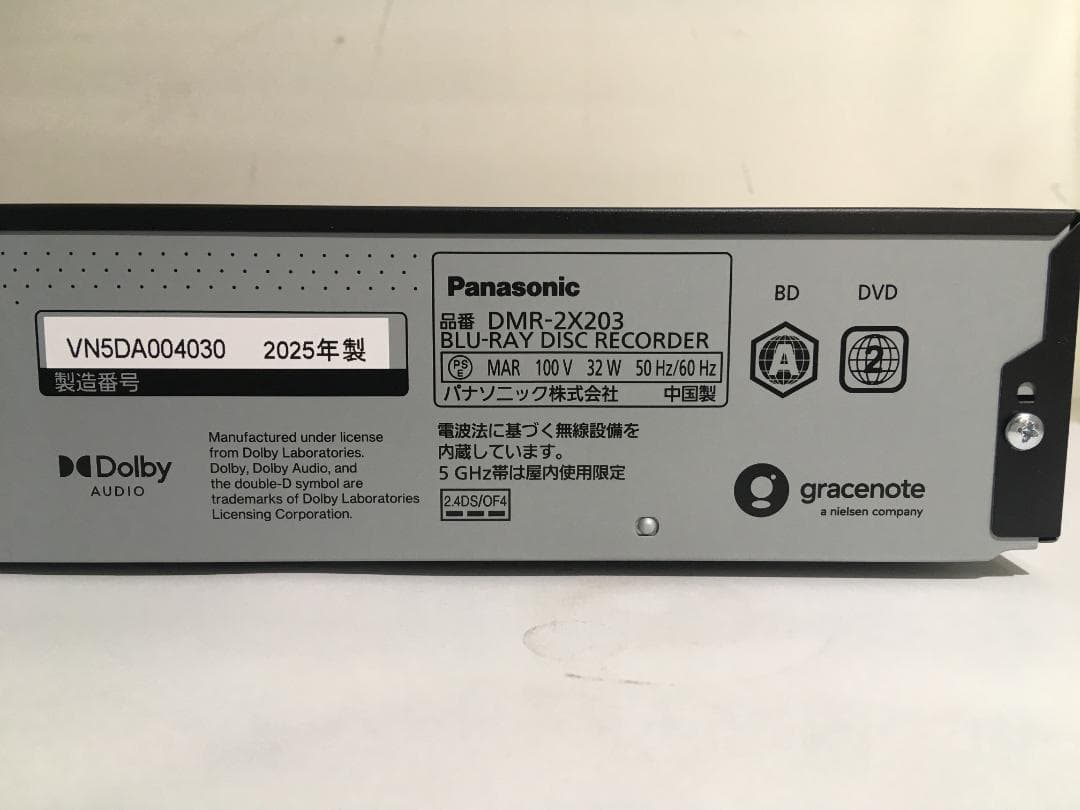 VN5DA004030 2025年製
製造番号
Dolby
AUDIO
Manufactured under license
from Dolby Laboratories.
Dolby, Dolby Audio, and
the double-D symbol are
trademarks of Dolby Laboratories
Licensing Corporation.
Panasonic
品番 DMR-2X203
BLU-RAY DISC RECORDER
PS E MAR 100 V 32 W 50 Hz/60 Hz
パナソニック株式会社 中国製
電波法に基づく無線設備を
内蔵しています。
5 GHz帯は屋内使用限定
2.4DS/OF4
BD DVD
A 2
gracenote
a nielsen company